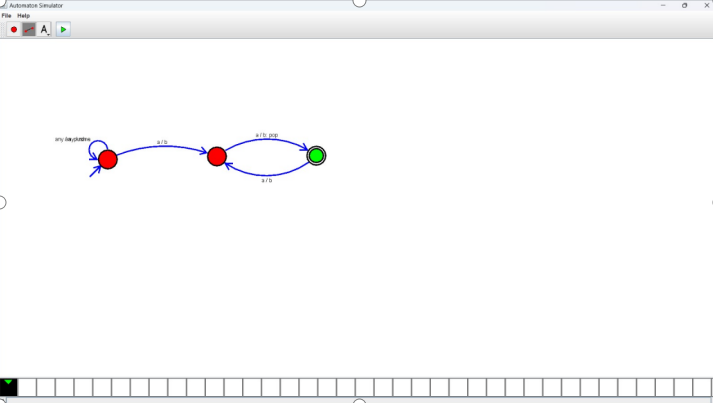 Automaton Simulator
File Help
A
a / b; pop
a / b
a / b